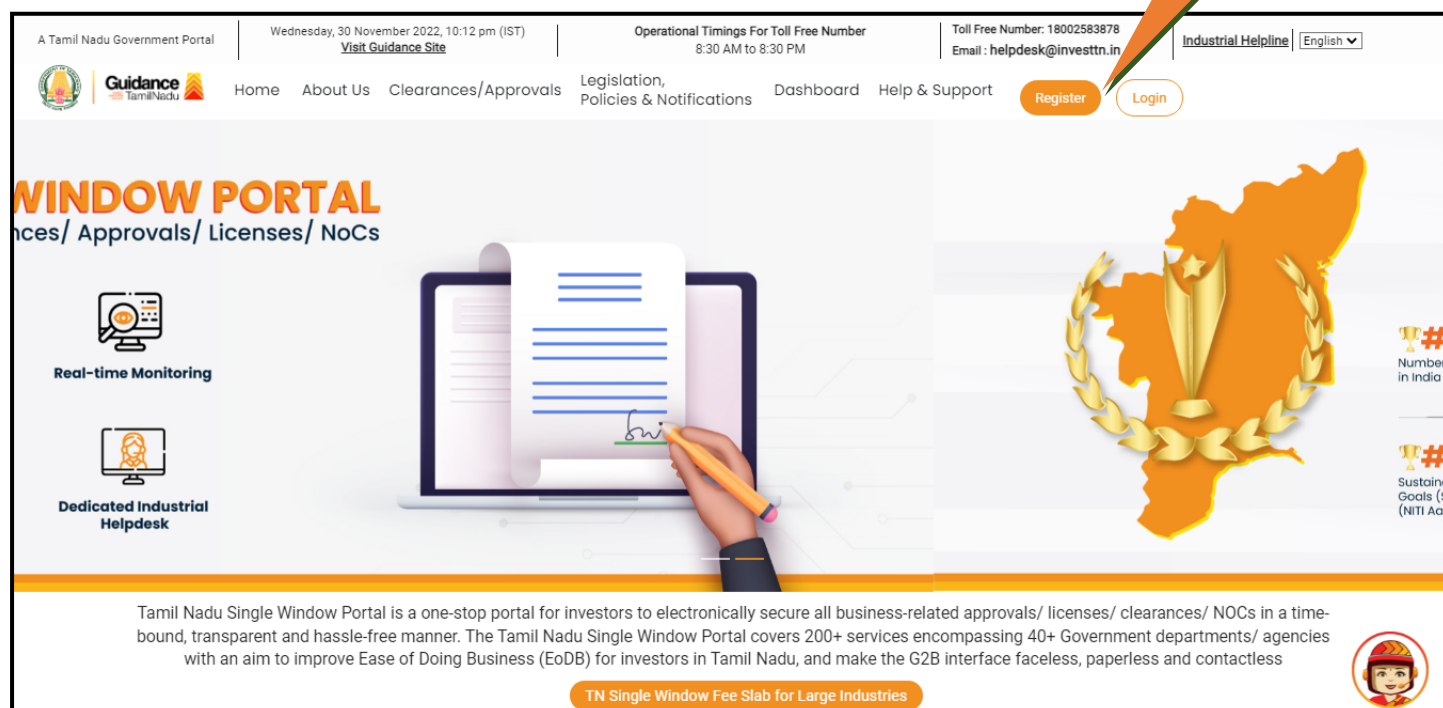 A Tamil Nadu Government Portal
Wednesday, 30 November 2022, 10:12 pm (IST)
Visit Guidance Site
Operational Timings For Toll Free Number
8:30 AM to 8:30 PM
Toll Free Number: 18002583878
Email : helpdesk@investtn.in
Industrial Helpline
English
Guidance
TamilNadu
Home
About Us
Clearances/Approvals
Legislation,
Policies & Notifications
Dashboard
Help & Support
Register
Login
WINDOW PORTAL
nces/ Approvals/ Licenses/ NoCs
Real-time Monitoring
Dedicated Industrial
Helpdesk
#
Number
in India
#
Sustain
Goals (S
(NITI Aa
Tamil Nadu Single Window Portal is a one-stop portal for investors to electronically secure all business-related approvals/ licenses/ clearances/ NOCs in a time-
bound, transparent and hassle-free manner. The Tamil Nadu Single Window Portal covers 200+ services encompassing 40+ Government departments/ agencies
with an aim to improve Ease of Doing Business (EoDB) for investors in Tamil Nadu, and make the G2B interface faceless, paperless and contactless
TN Single Window Fee Slab for Large Industries